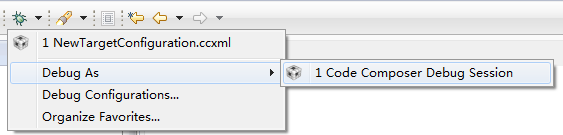 1 NewTargetConfiguration.ccxml
Debug As
1 Code Composer Debug Session
Debug Configurations...
Organize Favorites...